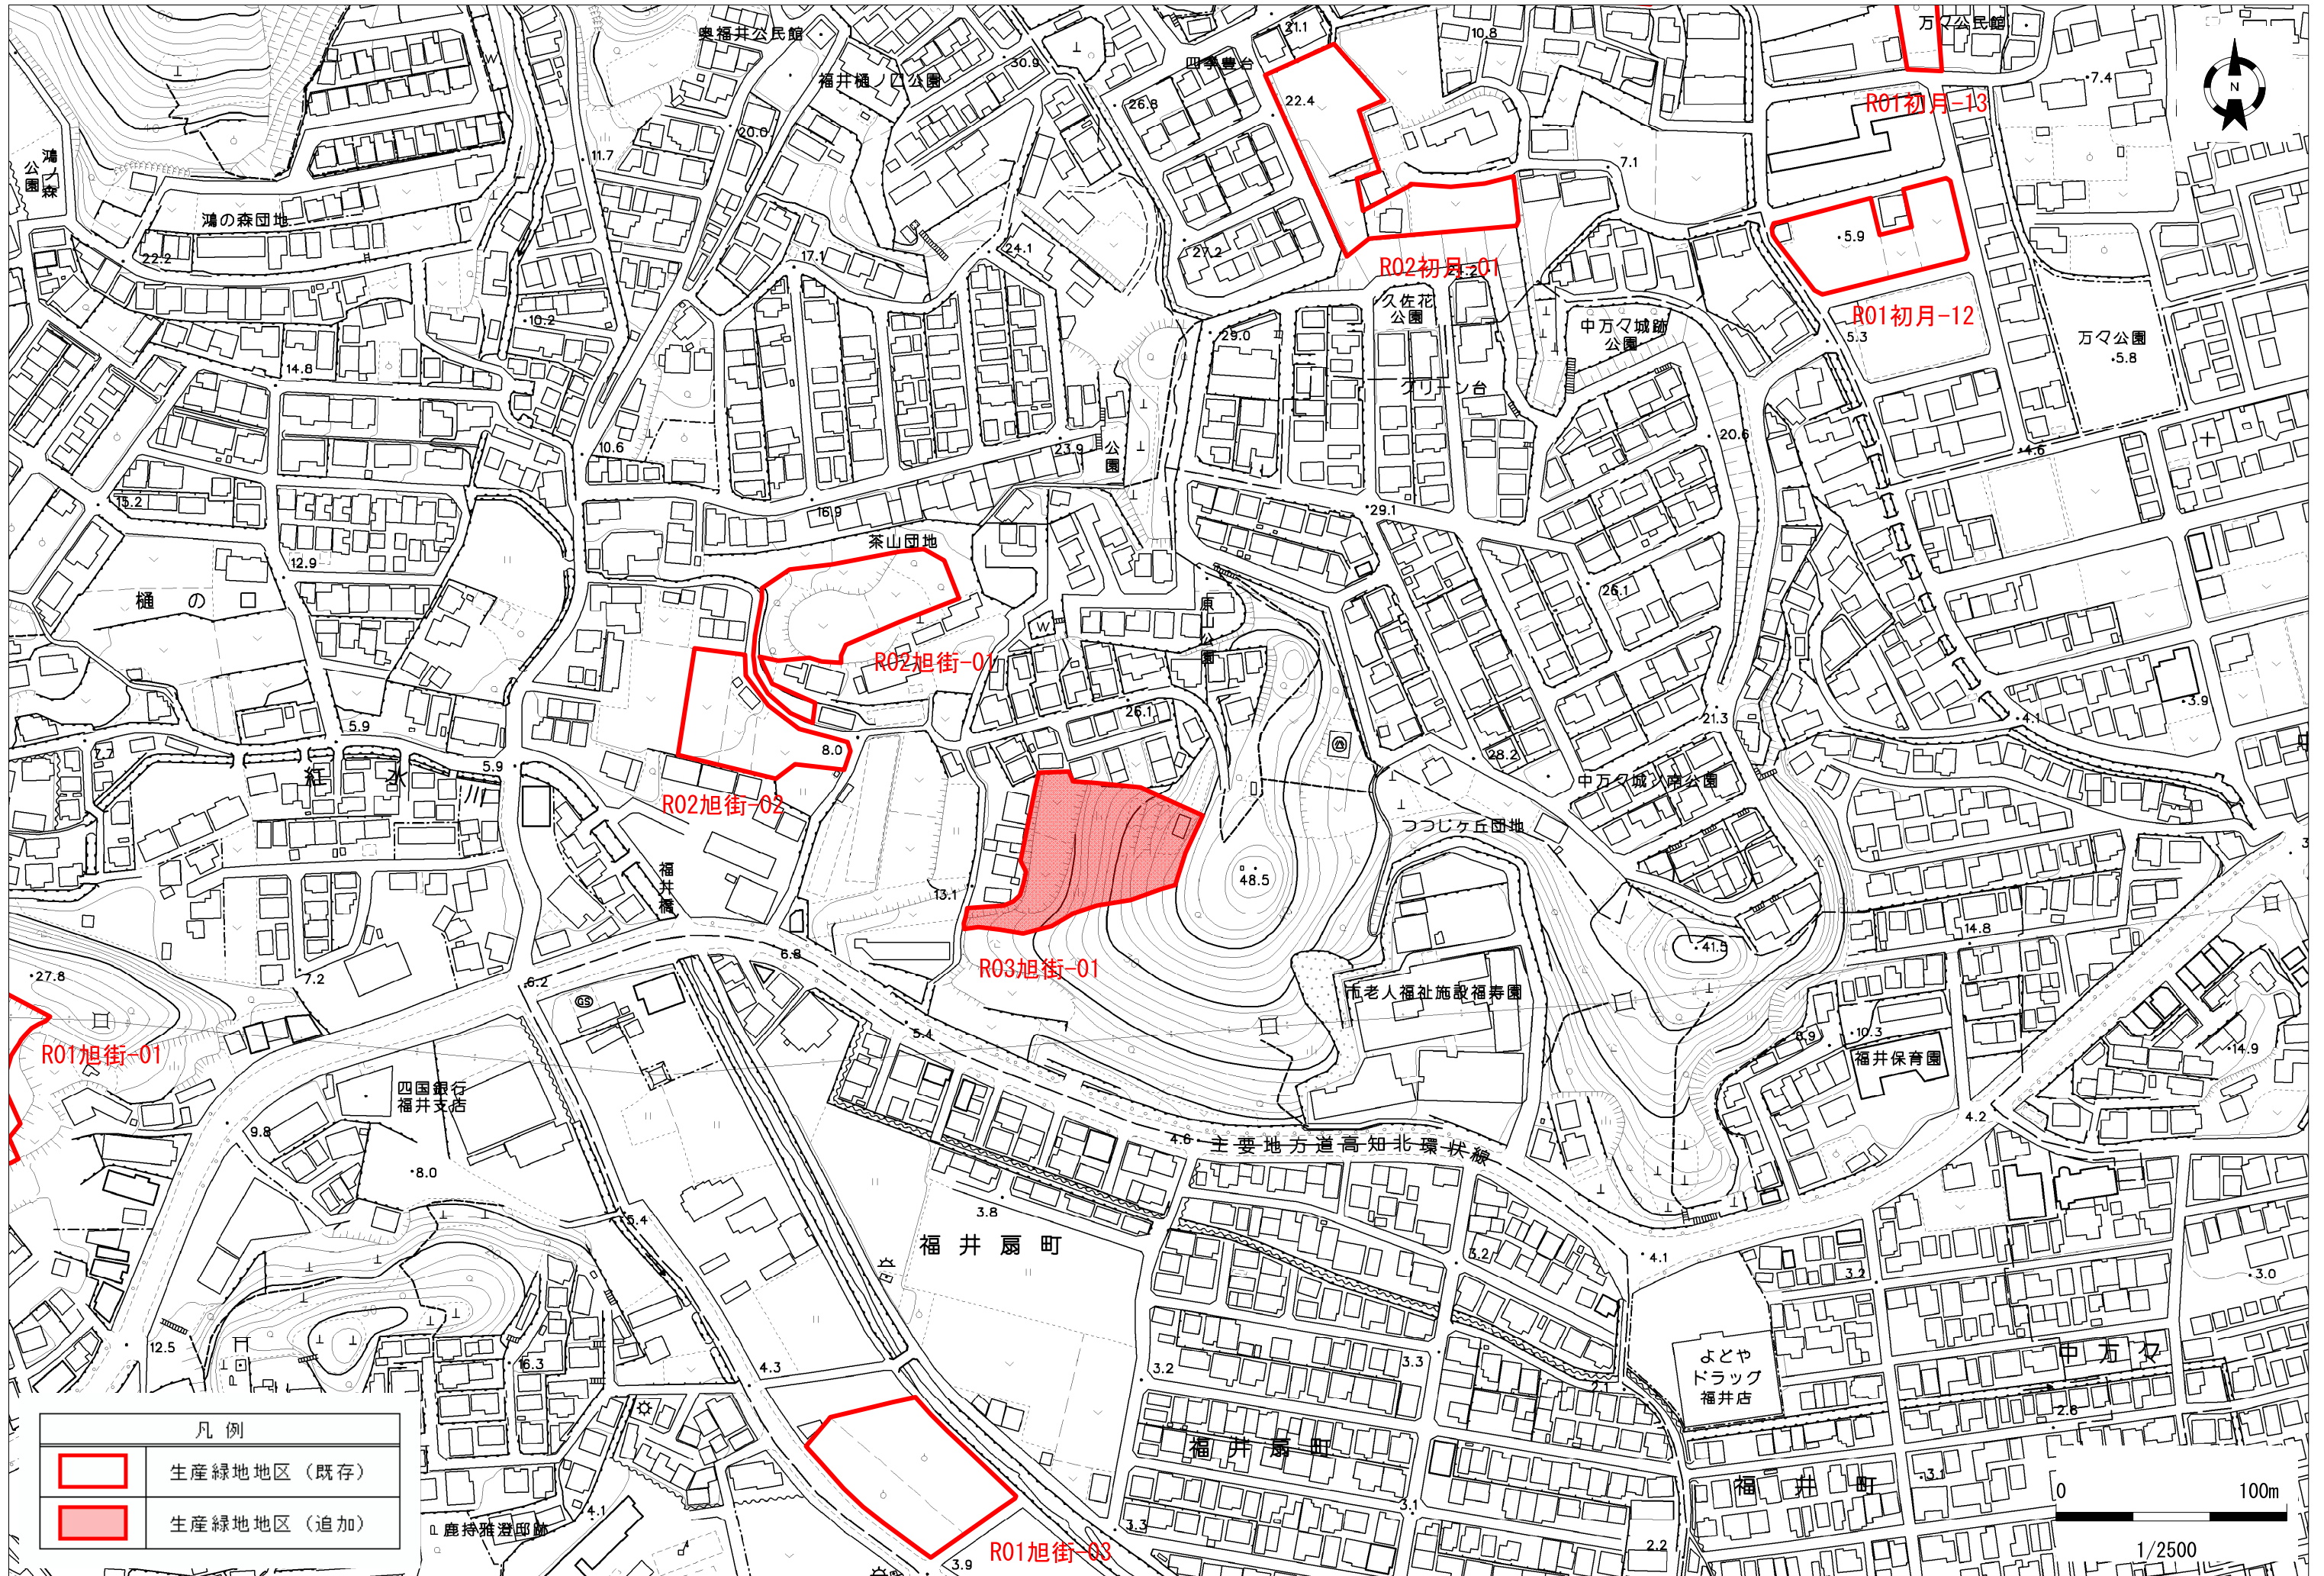 奥福井公民館
21.1
10.8
万々公民館
30.9
四季豊台
福井樋ノ口公園
7.4
N
26.8
22.4
R01初月-13
20.0
11.7
7.1
鴻ノ森
公園
鴻の森団地
22.2
17.1
24.1
27.2
5.9
R02初月-01
10.2
久佐花
公園
29.0
中万々城跡
公園
R01初月-12
5.3
万々公園
5.8
14.8
グリーン台
10.6
23.9
公園
20.6
4.6
15.2
16.9
29.1
茶山団地
12.9
26.1
樋の口
原山公園
W
R02旭街-01
26.1
3.9
21.3
4.1
5.9
7.7
8.0
5.9
28.2
紅水川
中万々城ノ南公園
R02旭街-02
つつじヶ丘団地
福井橋
48.5
13.1
14.8
41.5
6.8
R03旭街-01
27.8
7.2
6.2
GS
市老人福祉施設福寿園
5.4
10.3
8.9
14.9
R01旭街-01
福井保育園
四国銀行
福井支店
9.8
4.2
4.6
主要地方道高知北環状線
8.0
5.4
3.8
福井扇町
3.2
4.1
3.2
3.0
12.5
16.3
4.3
3.2
3.3
よとや
ドラッグ
福井店
中万々
2.1
2.8
凡例
生産緑地地区（既存）
生産緑地地区（追加）
福井扇町
福井町
3.1
0
100m
1/2500
4.1
鹿持雅澄邸跡
3.3
3.1
2.2
R01旭街-03
3.9